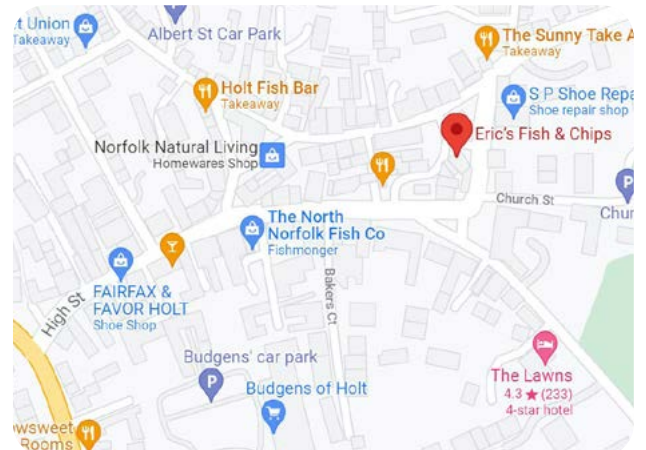 t Union
Takeaway
Albert St Car Park
The Sunny Take A
Takeaway
Holt Fish Bar
Takeaway
S P Shoe Repa
Shoe repair shop
Eric's Fish & Chips
Norfolk Natural Living
Homewares Shop
Church St
P
Chur
The North
Norfolk Fish Co
Fishmonger
FAIRFAX &
FAVOR HOLT
Shoe Shop
High St
Bakers Ct
Budgens' car park
P
The Lawns
4.3 ★ (233)
4-star hotel
Budgens of Holt
owsweet
Rooms